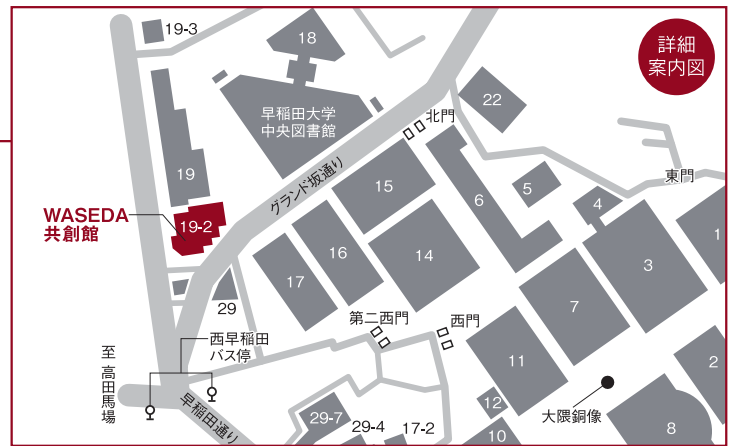 詳細
案内図
19-3
18
早稲田大学
中央図書館
22
北門
グランド坂通り
19
15
6
5
東門
4
WASEDA
共創館
19-2
1
16
14
3
17
7
29
第二西門
西門
西早稲田
バス停
11
2
至 高田馬場
早稲田通り
大隈銅像
12
29-7
29-4
17-2
10
8